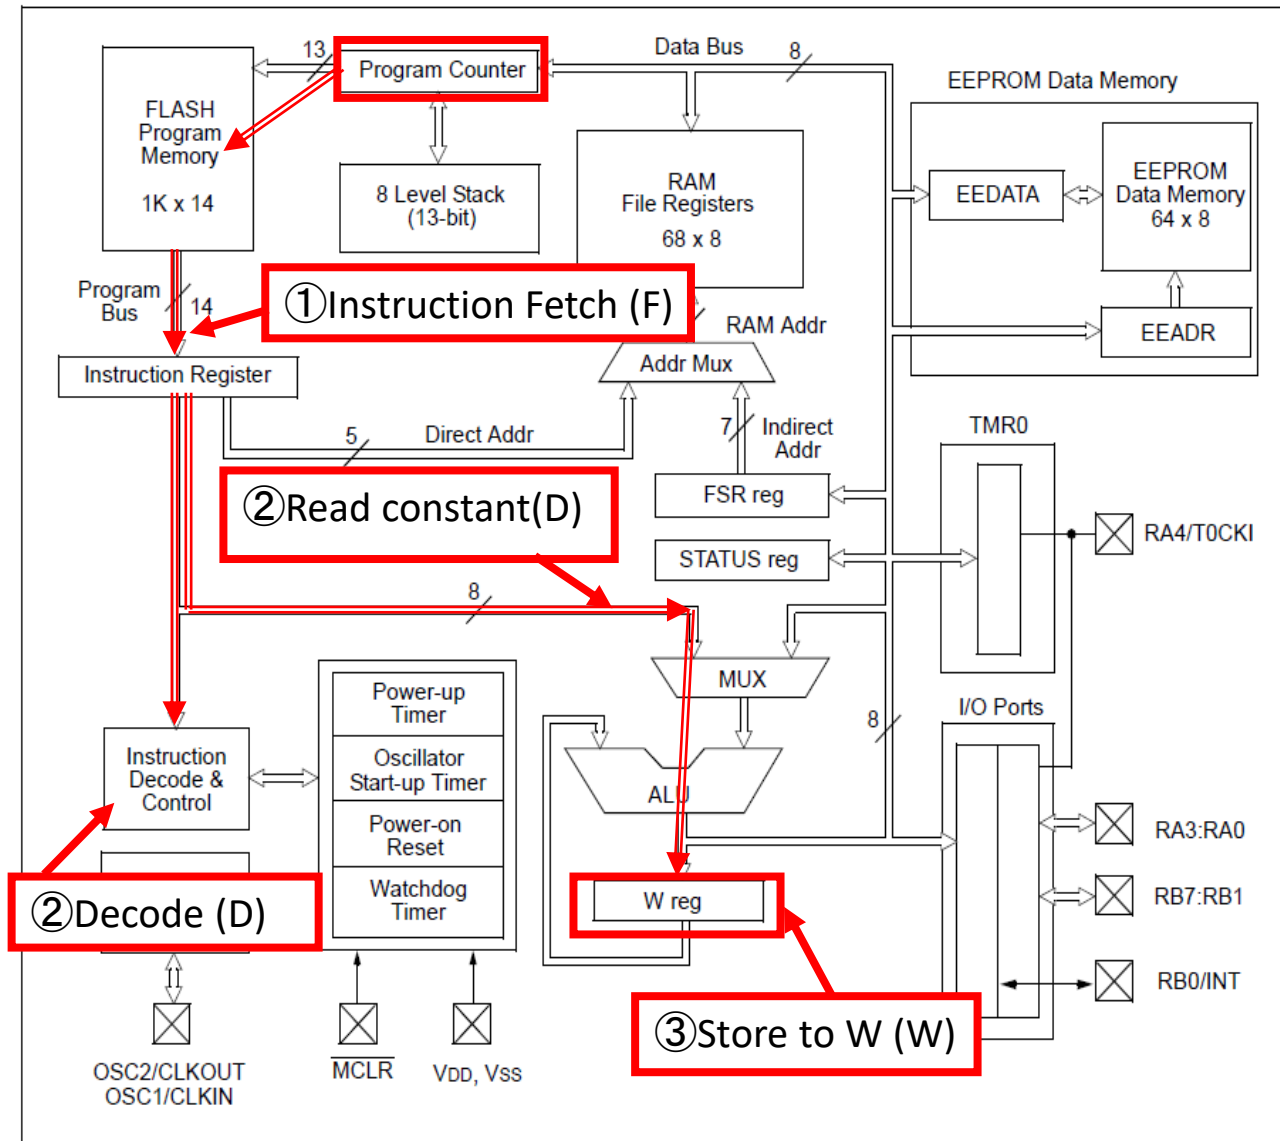 13
Program Counter
Data Bus
8
EEPROM Data Memory
FLASH
Program
Memory
1K x 14
8 Level Stack
(13-bit)
RAM
File Registers
68 x 8
EEDATA
EEPROM
Data Memory
64 x 8
EEADR
Program
Bus
14
①Instruction Fetch (F)
RAM Addr
Addr Mux
Instruction Register
5
Direct Addr
7
Indirect
Addr
TMR0
②Read constant(D)
FSR reg
STATUS reg
RA4/T0CKI
8
MUX
Power-up
Timer
I/O Ports
8
Instruction
Decode &
Control
Oscillator
Start-up Timer
ALU
Power-on
Reset
RA3:RA0
Watchdog
Timer
W reg
RB7:RB1
②Decode (D)
RB0/INT
③Store to W (W)
OSC2/CLKOUT
OSC1/CLKIN
MCLR
VDD, VSS